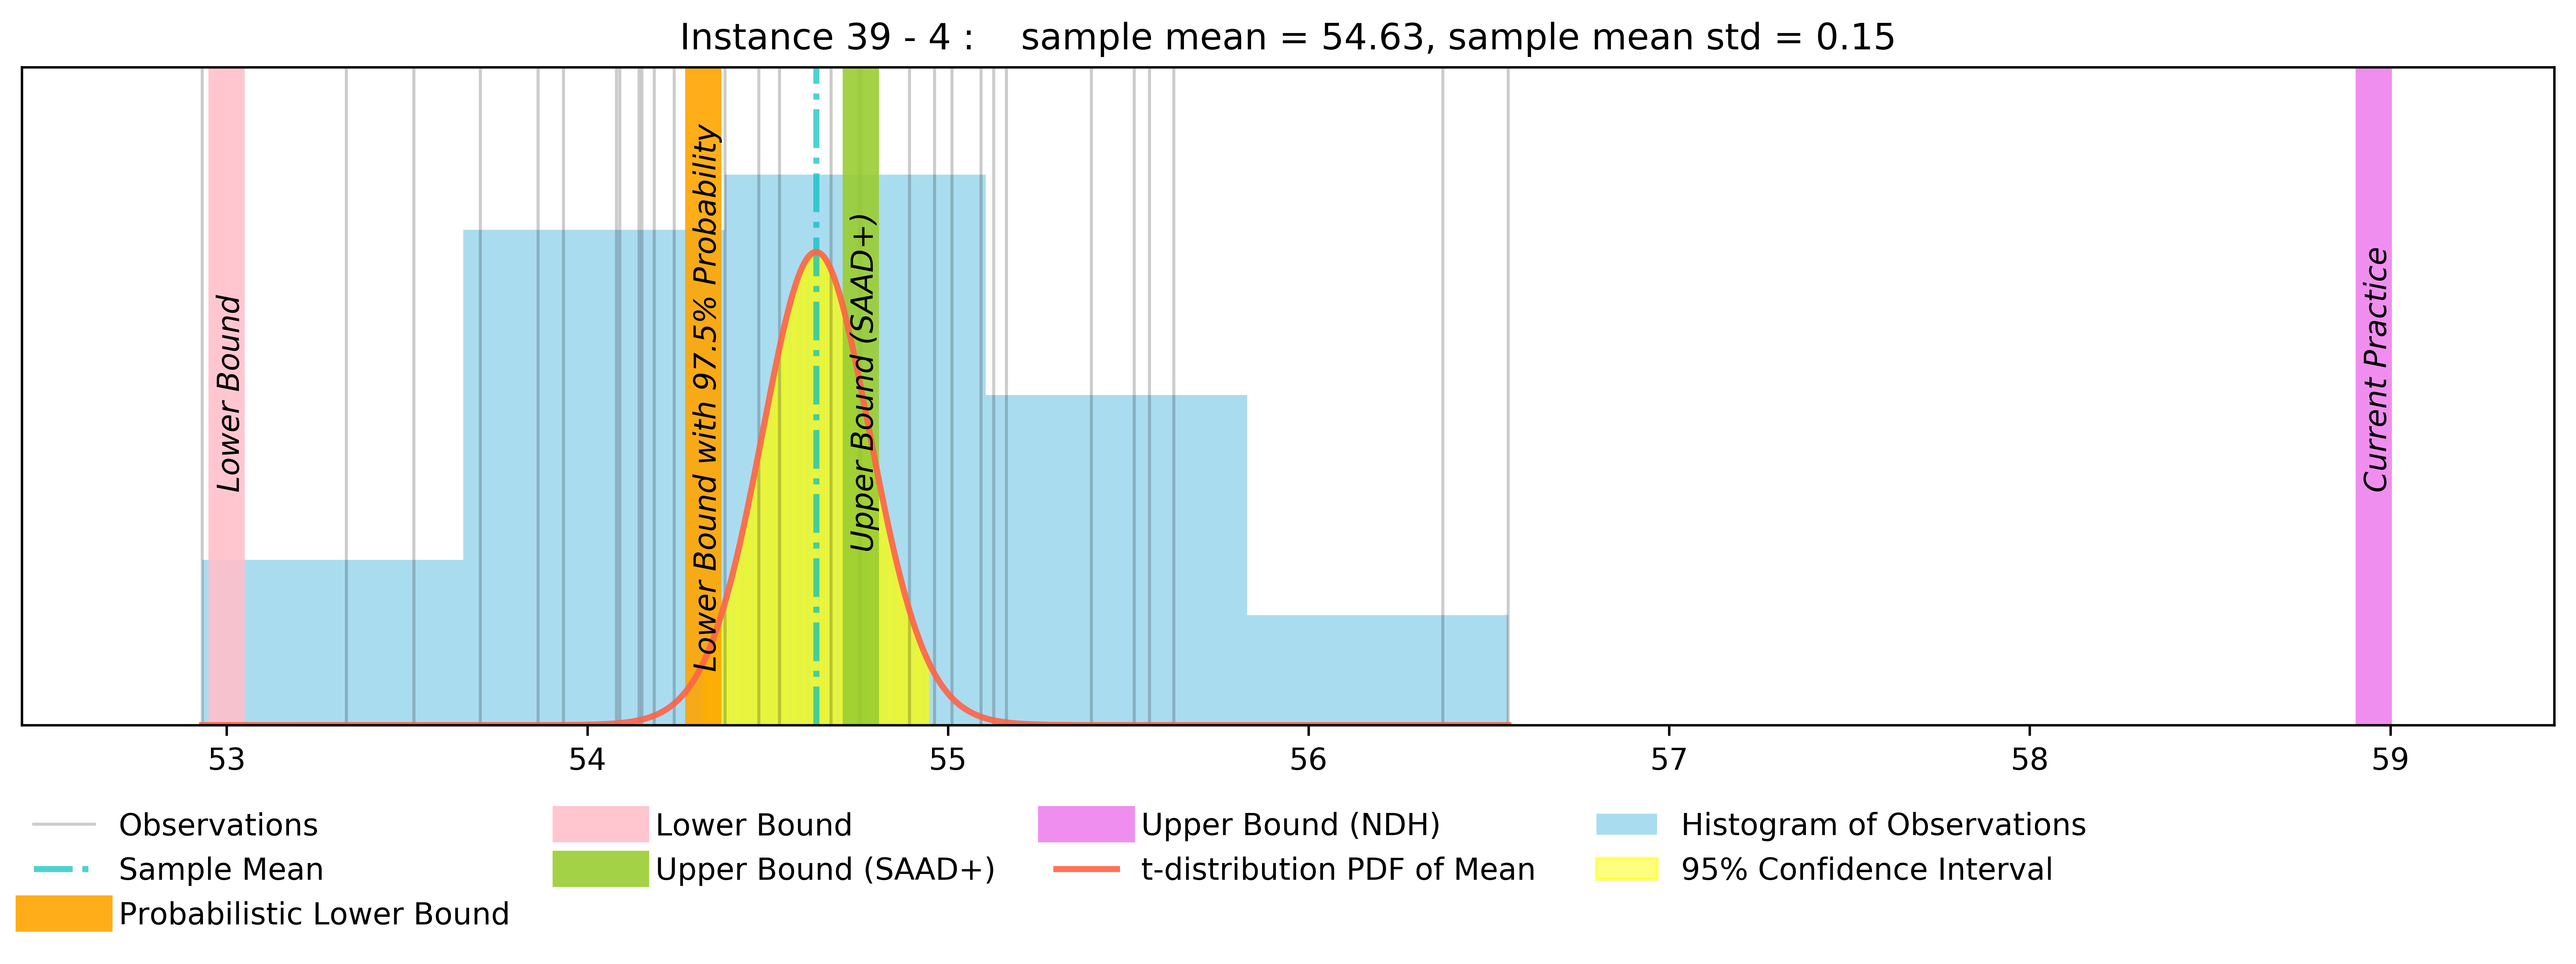 Instance 39 - 4 :    sample mean = 54.63, sample mean std = 0.15
Lower Bound
Lower Bound with 97.5% Probability
Upper Bound (SAAD+)
Current Practice
53 54 55 56 57 58 59
Observations Lower Bound Upper Bound (NDH) Histogram of Observations
Sample Mean Upper Bound (SAAD+) t-distribution PDF of Mean 95% Confidence Interval
Probabilistic Lower Bound